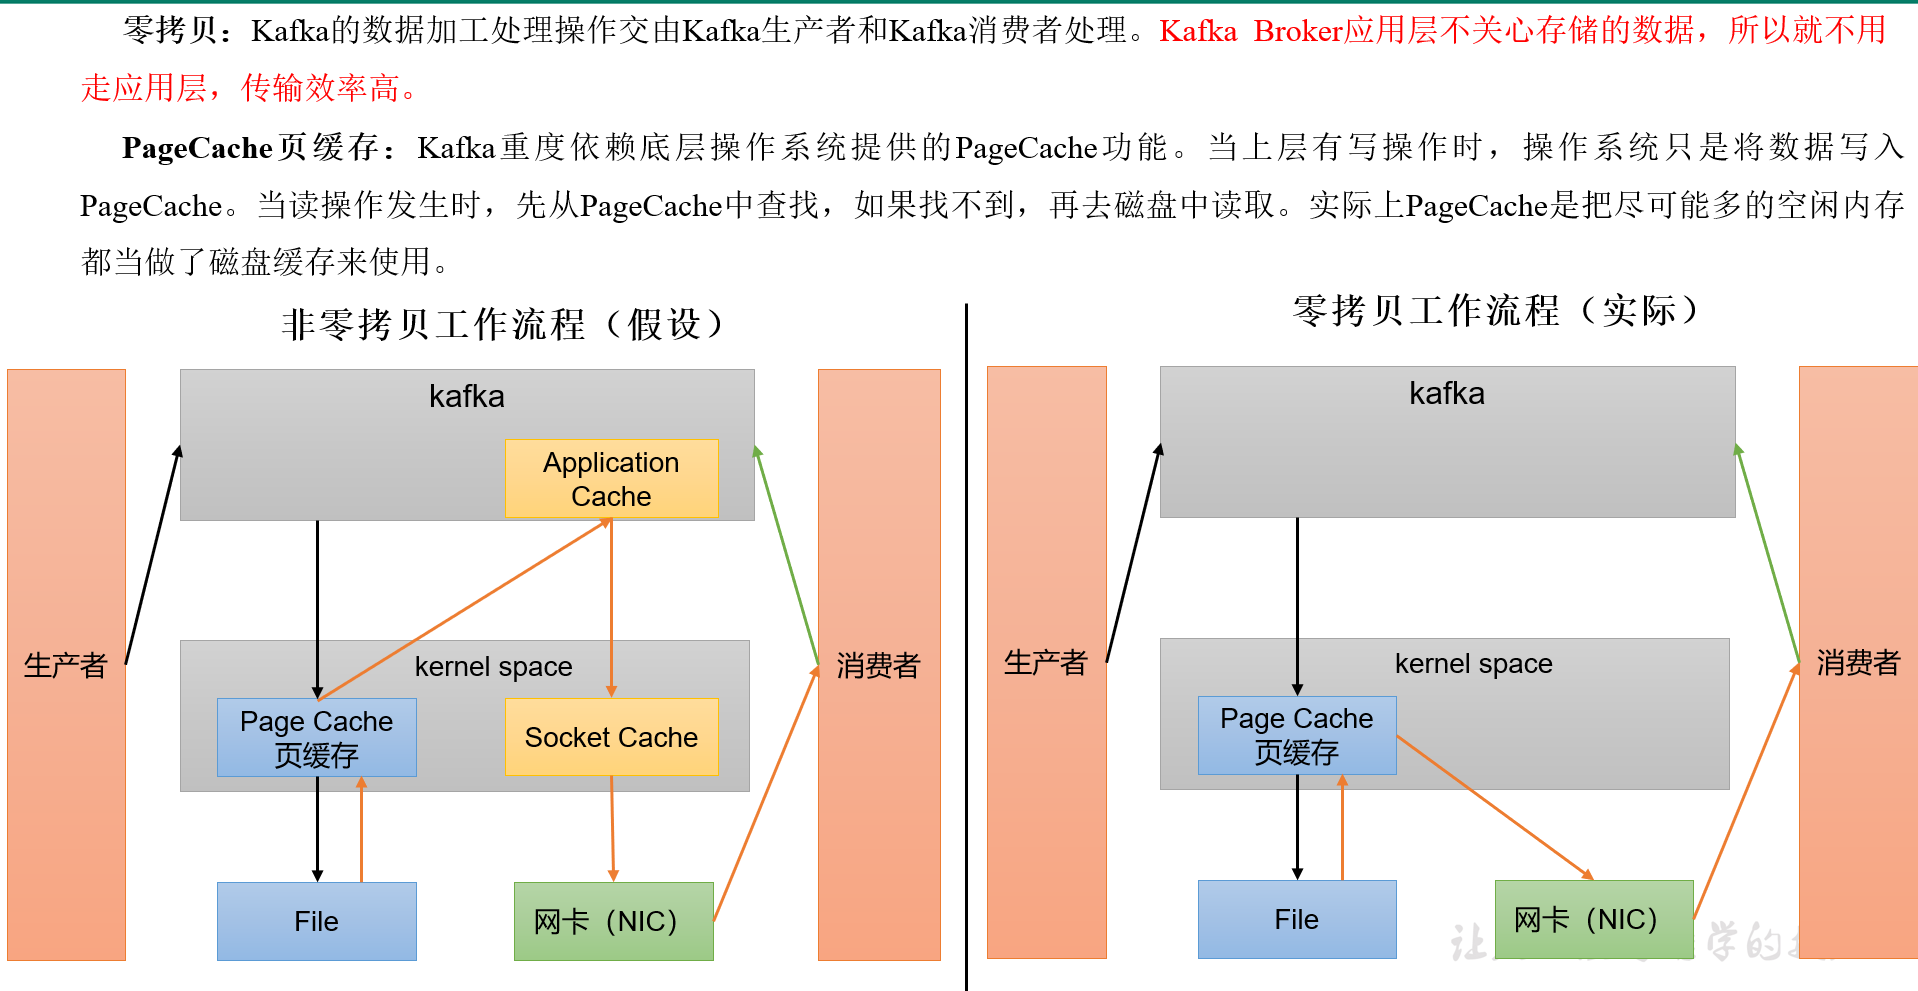 零拷贝：Kafka的数据加工处理操作交由Kafka生产者和Kafka消费者处理。Kafka Broker应用层不关心存储的数据，所以就不用
走应用层，传输效率高。
PageCache页缓存：Kafka重度依赖底层操作系统提供的PageCache功能。当上层有写操作时，操作系统只是将数据写入
PageCache。当读操作发生时，先从PageCache中查找，如果找不到，再去磁盘中读取。实际上PageCache是把尽可能多的空闲内存
都当做了磁盘缓存来使用。
非零拷贝工作流程（假设）
kafka
Application
Cache
生产者
kernel space
消费者
Page Cache
页缓存
Socket Cache
File
网卡（NIC）
零拷贝工作流程（实际）
kafka
生产者
kernel space
消费者
Page Cache
页缓存
File
网卡（NIC）
让
学的